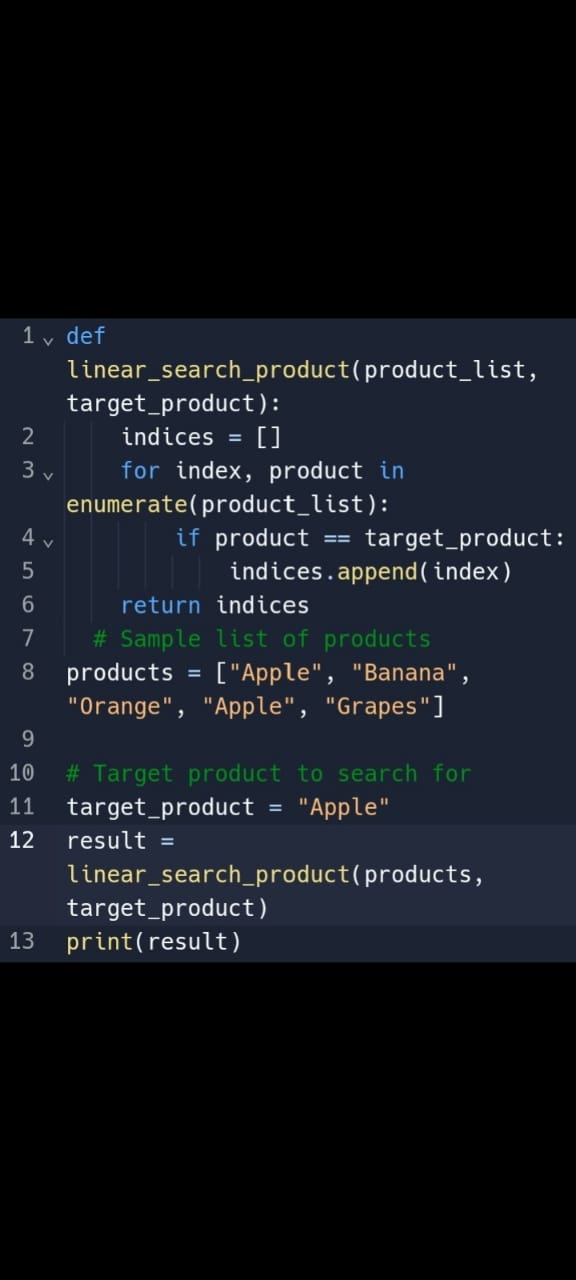 1 def
linear_search_product(product_list,
target_product):
2 indices = []
3 for index, product in
enumerate(product_list):
4 if product == target_product:
5 indices.append(index)
6 return indices
7 # Sample list of products
8 products = ["Apple", "Banana",
"Orange", "Apple", "Grapes"]
9
10 # Target product to search for
11 target_product = "Apple"
12 result =
linear_search_product(products,
target_product)
13 print(result)